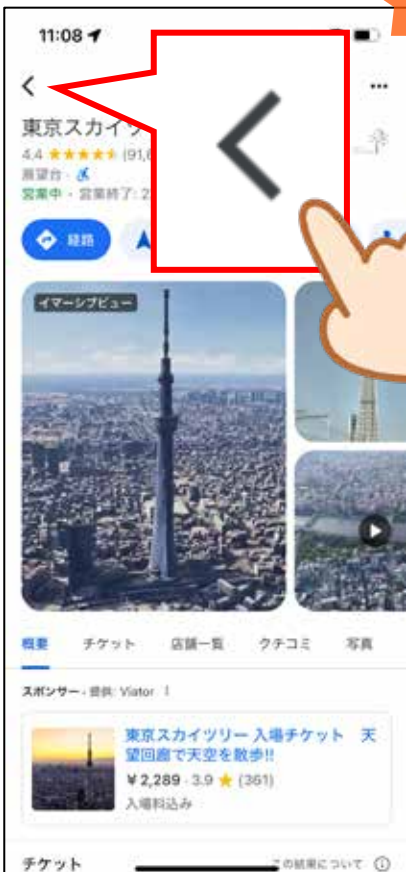 11:08
東京スカイツ
4.4 (91,6
展望台
営業中・営業終了: 2
経路
イマーシブビュー
概要 チケット 店舗一覧 クチコミ 写真
スポンサー・提供: Viator
東京スカイツリー 入場チケット 天
望回廊で天空を散歩!!
¥2,289 · 3.9 (361)
入場料込み
チケット この結果について